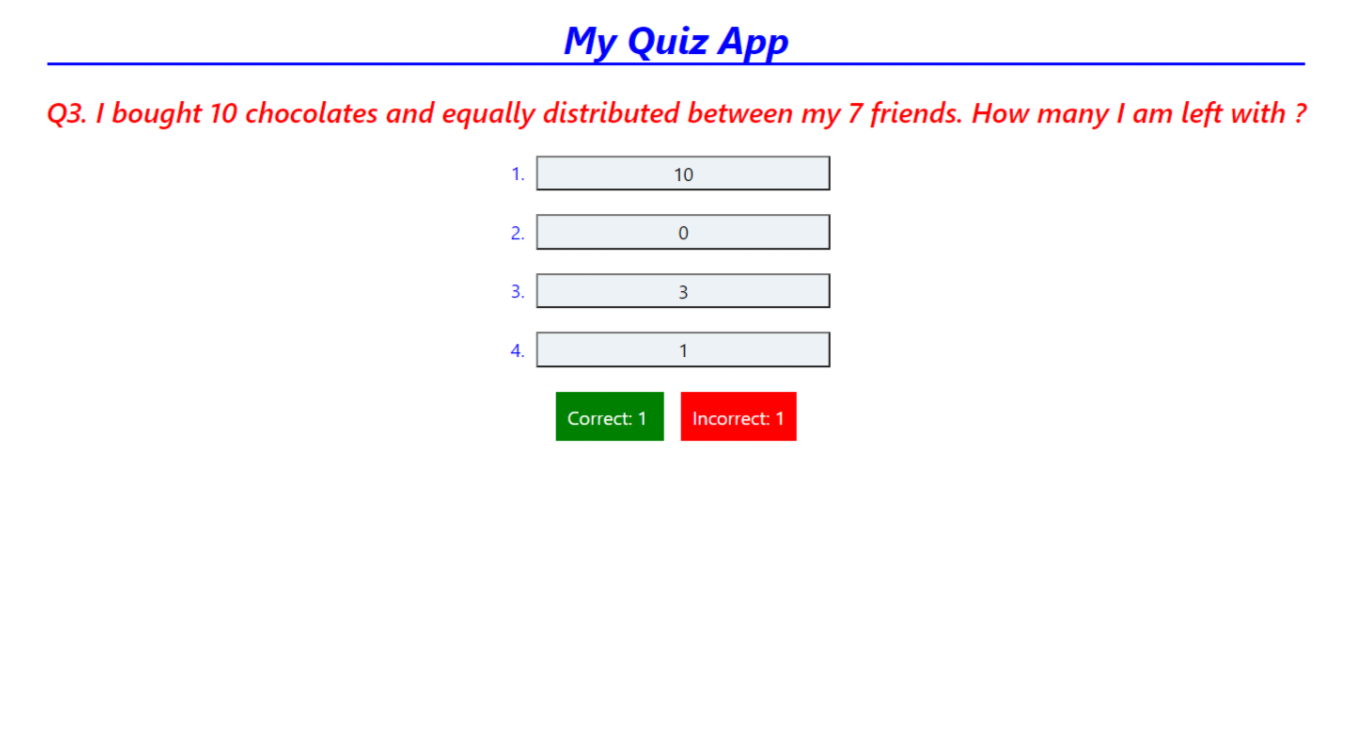 My Quiz App
Q3. I bought 10 chocolates and equally distributed between my 7 friends. How many I am left with ?
1. 10
2. 0
3. 3
4. 1
Correct: 1 Incorrect: 1